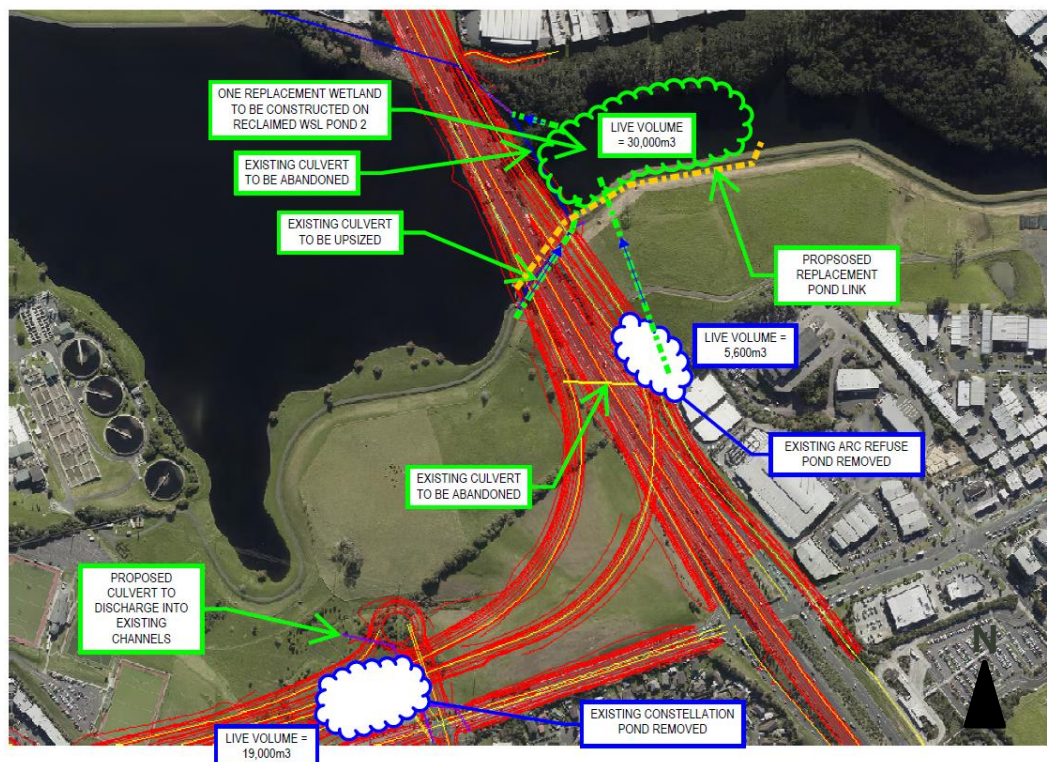 ONE REPLACEMENT WETLAND
TO BE CONSTRUCTED ON
RECLAIMED WSL POND 2
LIVE VOLUME
= 30,000m3
EXISTING CULVERT
TO BE ABANDONED
EXISTING CULVERT
TO BE UPSIZED
PROPSOSED
REPLACEMENT
POND LINK
LIVE VOLUME =
5,600m3
EXISTING ARC REFUSE
POND REMOVED
EXISTING CULVERT
TO BE ABANDONED
PROPOSED
CULVERT TO
DISCHARGE INTO
EXISTING
CHANNELS
N
EXISTING CONSTELLATION
POND REMOVED
LIVE VOLUME =
19,000m3